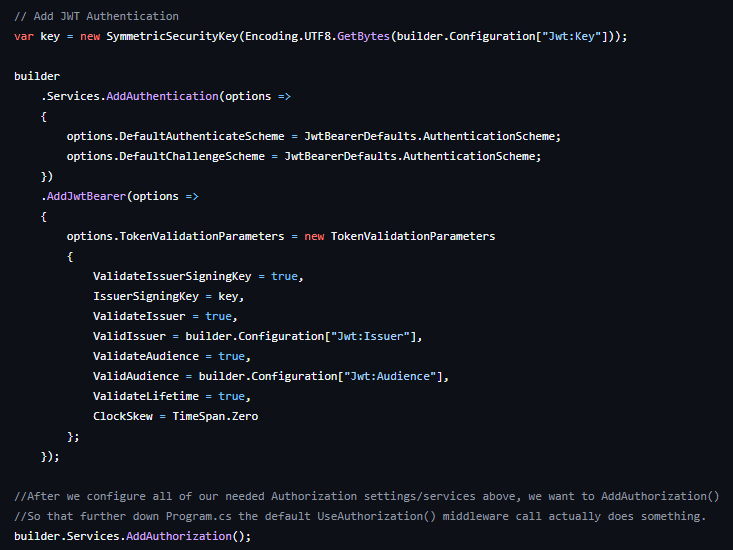 // Add JWT Authentication
var key = new SymmetricSecurityKey(Encoding.UTF8.GetBytes(builder.Configuration["Jwt:Key"]));

builder
    .Services.AddAuthentication(options =>
    {
        options.DefaultAuthenticateScheme = JwtBearerDefaults.AuthenticationScheme;
        options.DefaultChallengeScheme = JwtBearerDefaults.AuthenticationScheme;
    })
    .AddJwtBearer(options =>
    {
        options.TokenValidationParameters = new TokenValidationParameters
        {
            ValidateIssuerSigningKey = true,
            IssuerSigningKey = key,
            ValidateIssuer = true,
            ValidIssuer = builder.Configuration["Jwt:Issuer"],
            ValidateAudience = true,
            ValidAudience = builder.Configuration["Jwt:Audience"],
            ValidateLifetime = true,
            ClockSkew = TimeSpan.Zero
        };
    });

//After we configure all of our needed Authorization settings/services above, we want to AddAuthorization()
//So that further down Program.cs the default UseAuthorization() middleware call actually does something.
builder.Services.AddAuthorization();